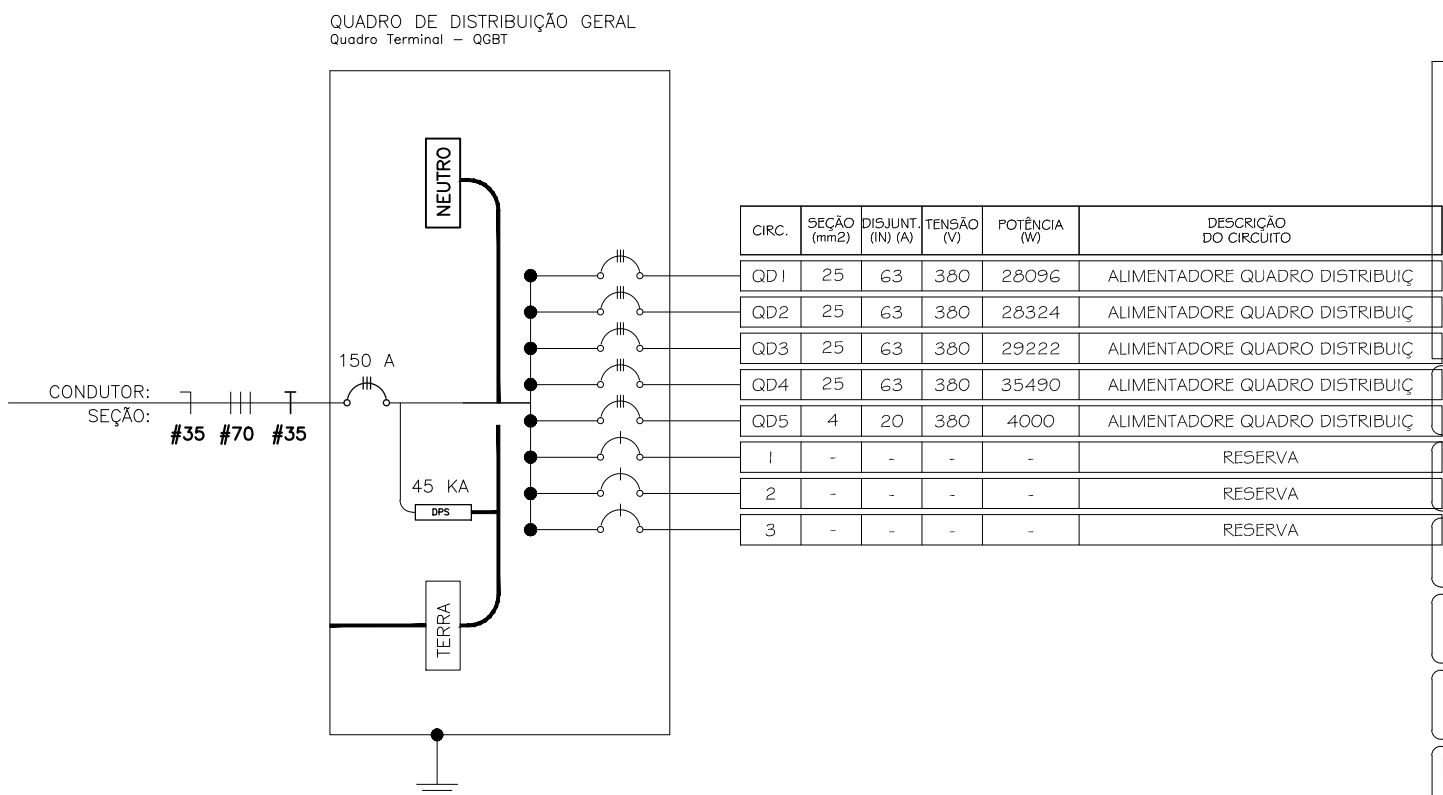 QUADRO DE DISTRIBUIÇÃO GERAL
Quadro Terminal – QGBT
NEUTRO
150 A
CONDUTOR:
SEÇÃO:
#35 #70 #35
45 KA
DPS
TERRA
CIRC. SEÇÃO (mm2) DISJUNT. (IN) (A) TENSÃO (V) POTÊNCIA (W) DESCRIÇÃO DO CIRCUITO
QD1 25 63 380 28096 ALIMENTADORE QUADRO DISTRIBUIÇ
QD2 25 63 380 28324 ALIMENTADORE QUADRO DISTRIBUIÇ
QD3 25 63 380 29222 ALIMENTADORE QUADRO DISTRIBUIÇ
QD4 25 63 380 35490 ALIMENTADORE QUADRO DISTRIBUIÇ
QD5 4 20 380 4000 ALIMENTADORE QUADRO DISTRIBUIÇ
1 - - - - RESERVA
2 - - - - RESERVA
3 - - - - RESERVA